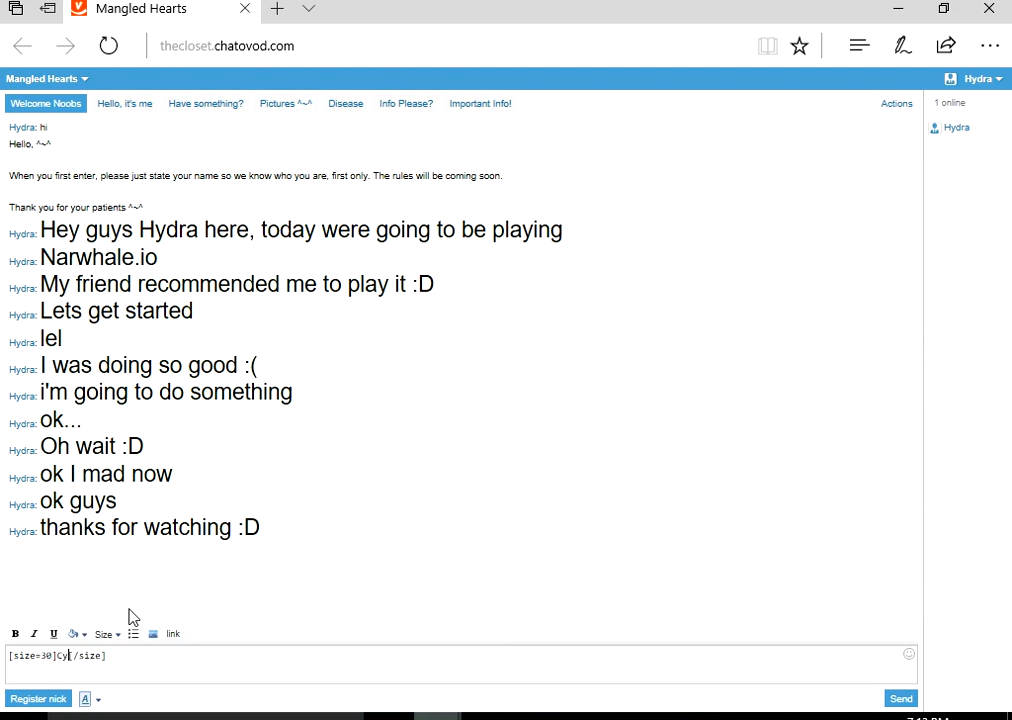 Mangled Hearts
thecloset.chatovod.com
Mangled Hearts
Hydra
Welcome Noobs Hello, it's me Have something? Pictures ^~^ Disease Info Please? Important Info! Actions
1 online
Hydra
Hydra: hi
Hello, ^~^
When you first enter, please just state your name so we know who you are, first only. The rules will be coming soon.
Thank you for your patients ^~^
Hydra: Hey guys Hydra here, today were going to be playing
Hydra: Narwhale.io
Hydra: My friend recommended me to play it :D
Hydra: Lets get started
Hydra: lel
Hydra: I was doing so good :(
Hydra: i'm going to do something
Hydra: ok...
Hydra: Oh wait :D
Hydra: ok I mad now
Hydra: ok guys
Hydra: thanks for watching :D
B I U Size link
[size=30]Cy[/size]
Register nick A Send